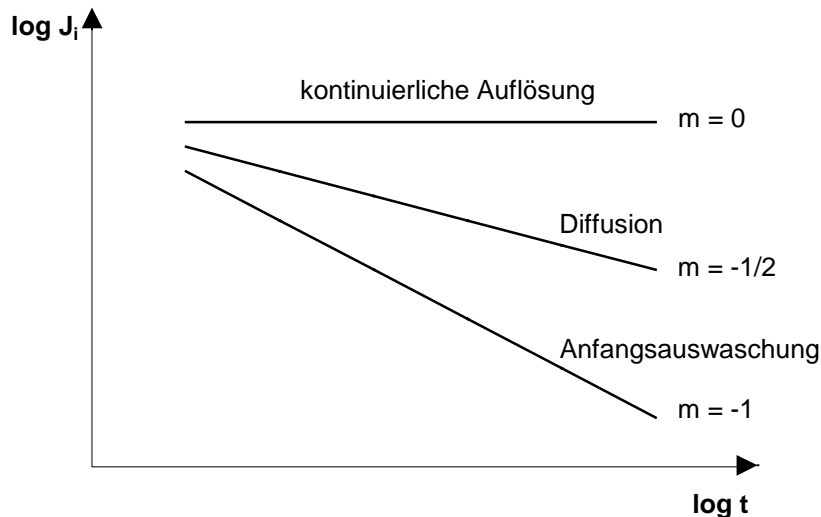 log Jᵢ
kontinuierliche Auflösung
m = 0
Diffusion
m = -1/2
Anfangsauswaschung
m = -1
log t